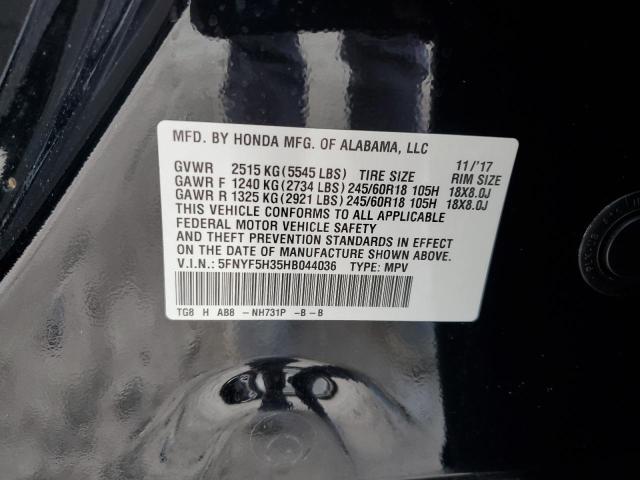 MFD. BY HONDA MFG. OF ALABAMA, LLC
11/'17
GVWR 2515 KG (5545 LBS) TIRE SIZE RIM SIZE
GAWR F 1240 KG (2734 LBS) 245/60R18 105H 18X8.0J
GAWR R 1325 KG (2921 LBS) 245/60R18 105H 18X8.0J
THIS VEHICLE CONFORMS TO ALL APPLICABLE
FEDERAL MOTOR VEHICLE SAFETY
AND THEFT PREVENTION STANDARDS IN EFFECT
ON THE DATE OF MANUFACTURE SHOWN ABOVE.
V.I.N.: 5FNYF5H35HB044036 TYPE: MPV
TG8 H AB8 -NH731P -B-B